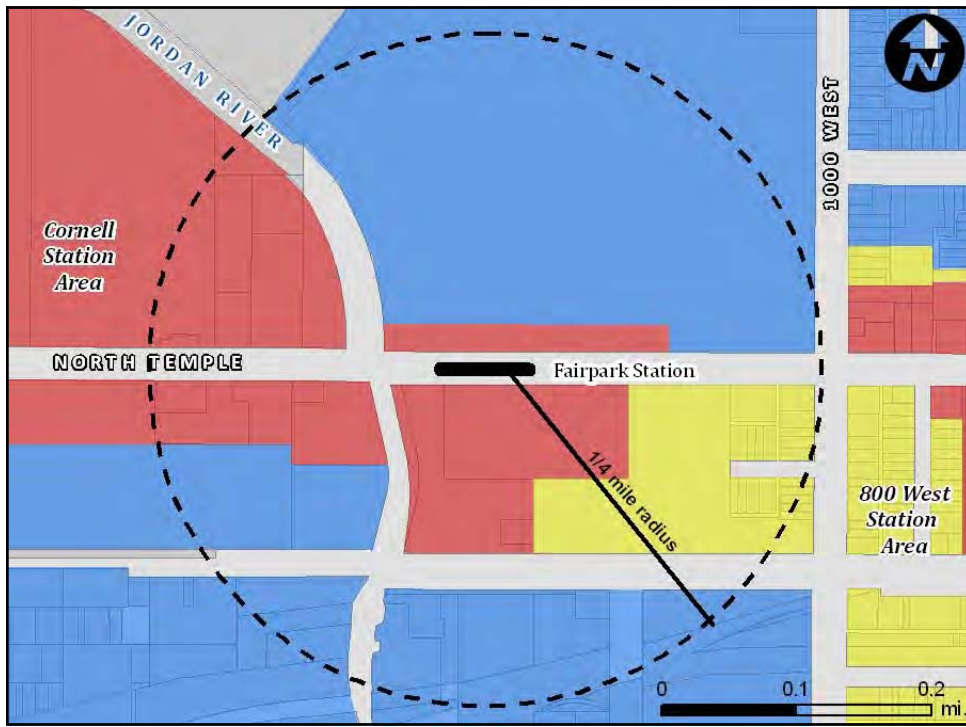 JORDAN RIVER
N
1000 WEST
Cornell
Station
Area
NORTH TEMPLE
Fairpark Station
1/4 mile radius
800 West
Station
Area
0 0.1 0.2
mi.